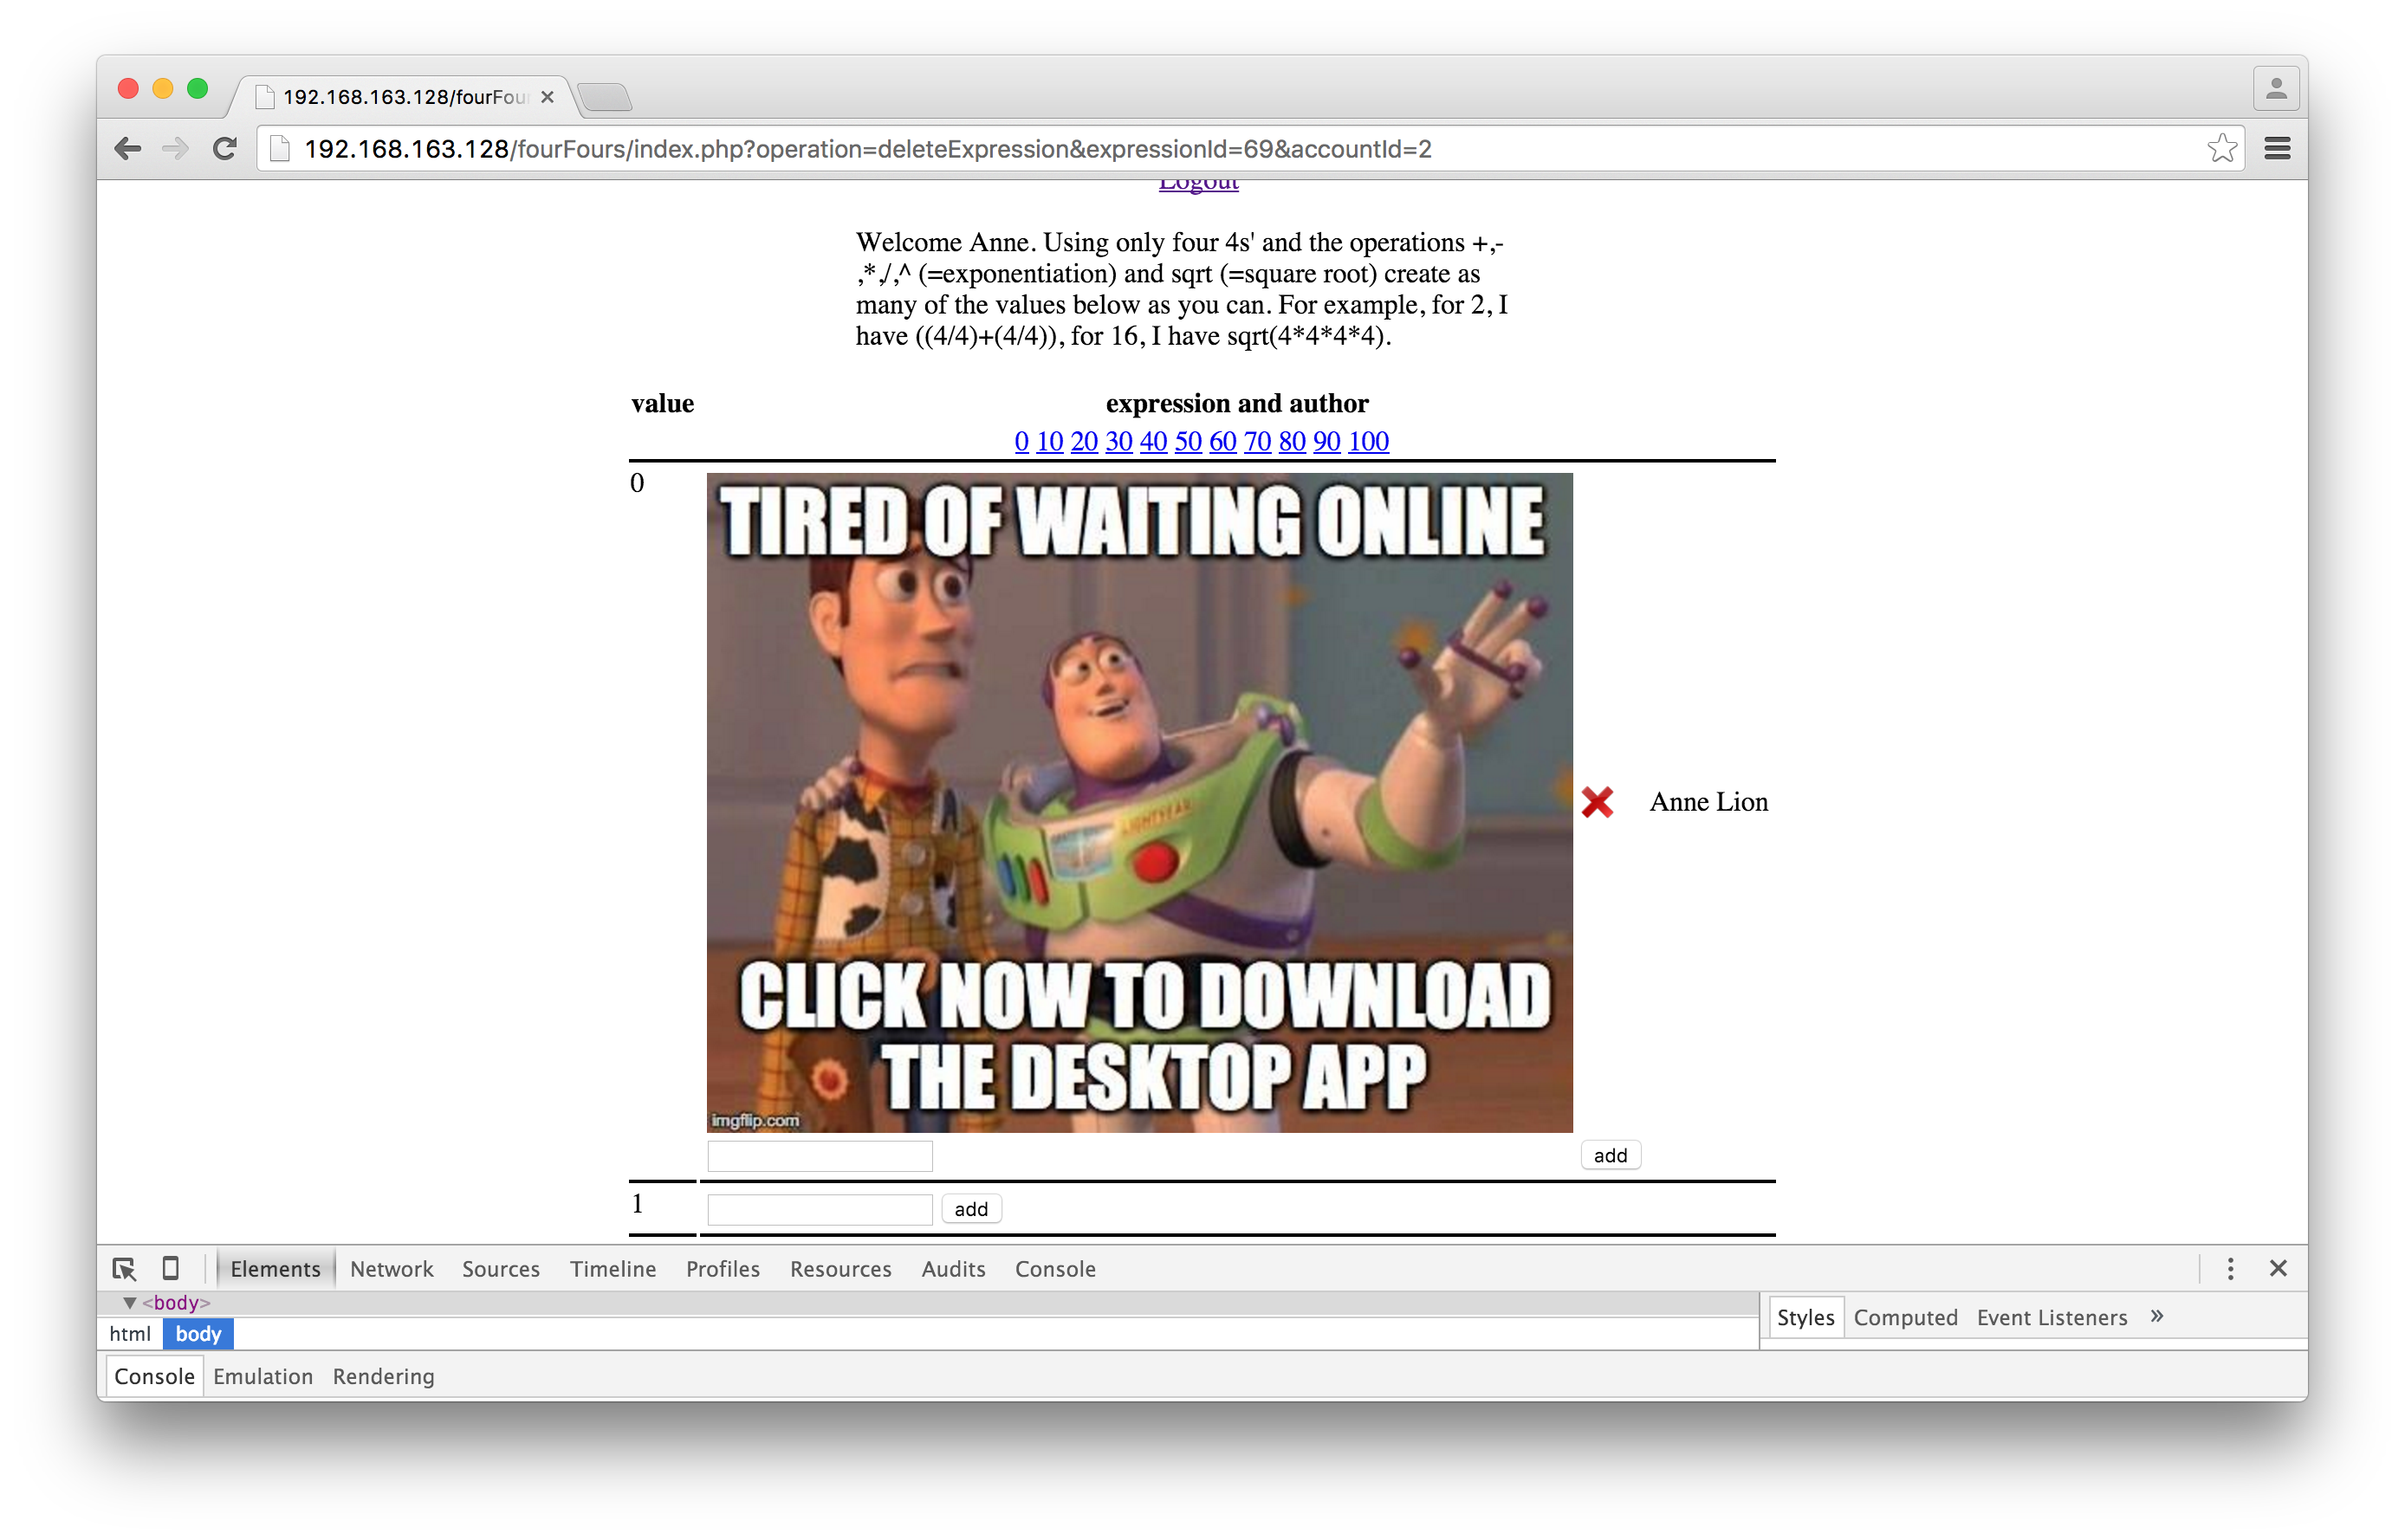 192.168.163.128/fourFou
192.168.163.128/fourFours/index.php?operation=deleteExpression&expressionId=69&accountId=2
Logout
Welcome Anne. Using only four 4s' and the operations +,-
,*,/,^ (=exponentiation) and sqrt (=square root) create as
many of the values below as you can. For example, for 2, I
have ((4/4)+(4/4)), for 16, I have sqrt(4*4*4*4).
value expression and author
0 10 20 30 40 50 60 70 80 90 100
0
TIRED OF WAITING ONLINE
LIGHTYEAR
Anne Lion
CLICK NOW TO DOWNLOAD
THE DESKTOP APP
imgflip.com
add
1 add
Elements Network Sources Timeline Profiles Resources Audits Console
<body>
html body
Styles Computed Event Listeners »
Console Emulation Rendering